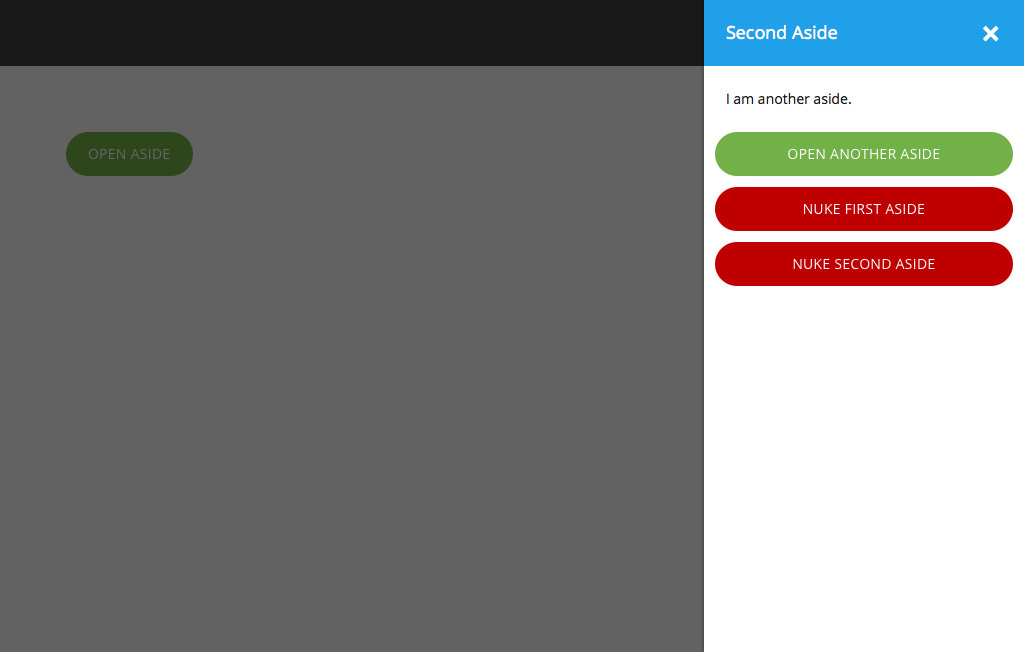 Second Aside
I am another aside.
OPEN ASIDE
OPEN ANOTHER ASIDE
NUKE FIRST ASIDE
NUKE SECOND ASIDE